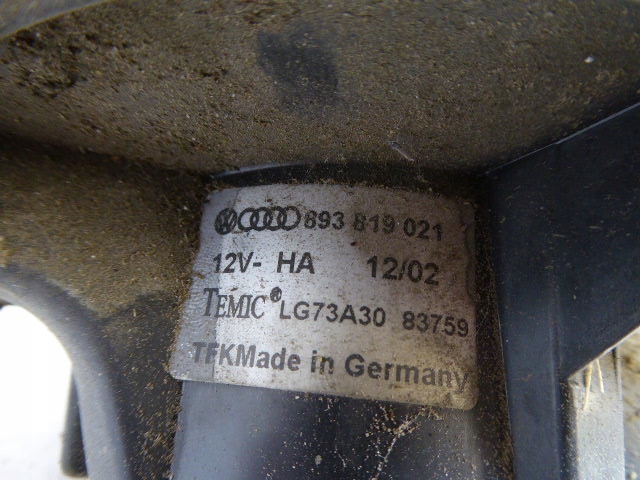 893 819 021
12V- HA 12/02
TEMIC® LG73A30 83759
TFKMade in Germany